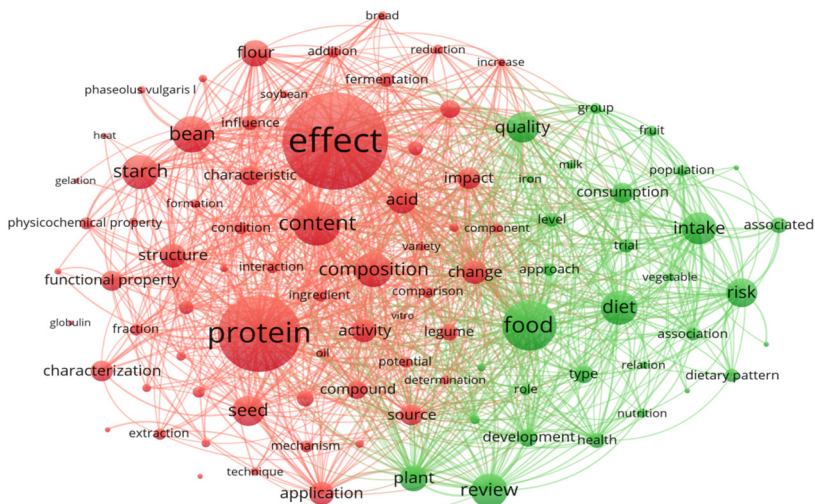 bread
flour
addition
reduction
increase
fermentation
phaseolus vulgaris l
soybean
group
influence
quality
fruit
bean
effect
heat
milk
starch
characteristic
impact
iron
population
gelation
consumption
formation
acid
physicochemical property
condition
content
component
level
intake
associated
structure
variety
trial
interaction
composition
change
approach
vegetable
functional property
ingredient
comparison
risk
globulin
fraction
protein
activity
vitro
legume
food
diet
association
oil
potential
relation
characterization
compound
determination
role
type
dietary pattern
seed
source
nutrition
extraction
mechanism
development
health
technique
application
plant
review